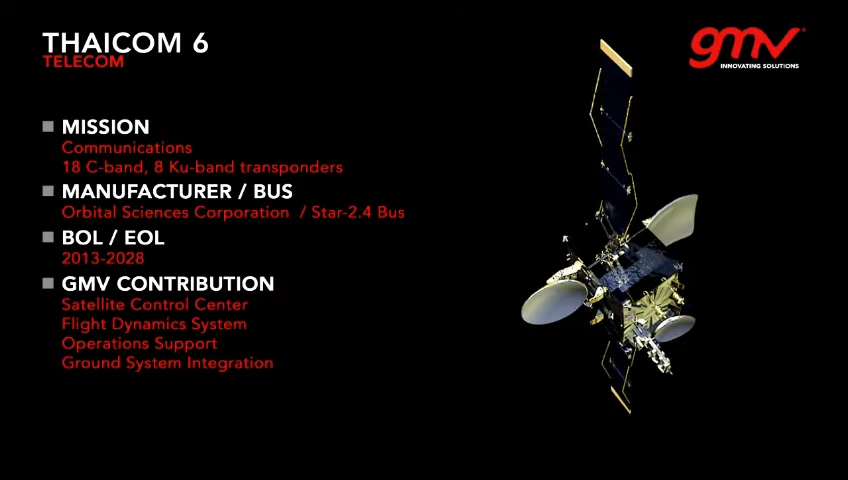 THAICOM 6
TELECOM
gmv
INNOVATING SOLUTIONS
MISSION
Communications
18 C-band, 8 Ku-band transponders
MANUFACTURER / BUS
Orbital Sciences Corporation / Star-2.4 Bus
BOL / EOL
2013-2028
GMV CONTRIBUTION
Satellite Control Center
Flight Dynamics System
Operations Support
Ground System Integration